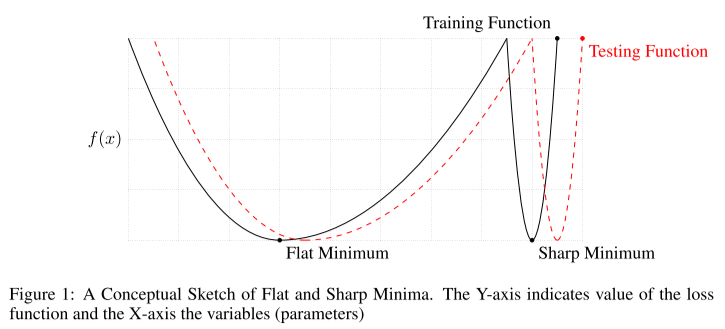 Training Function
Testing Function
f(x)
Flat Minimum
Sharp Minimum
Figure 1: A Conceptual Sketch of Flat and Sharp Minima. The Y-axis indicates value of the loss
function and the X-axis the variables (parameters)